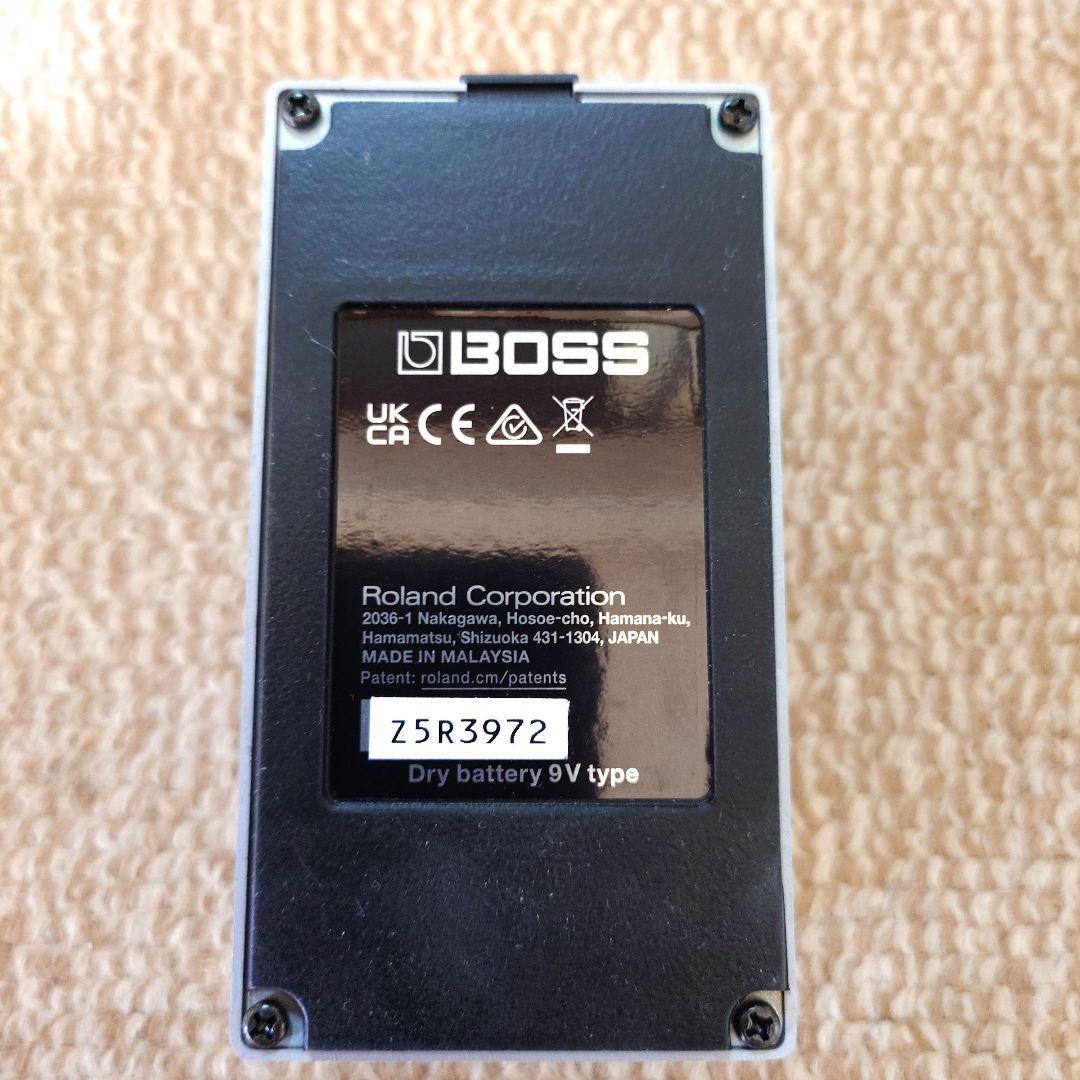 BOSS
UK
CA CE
Roland Corporation
2036-1 Nakagawa, Hosoe-cho, Hamana-ku,
Hamamatsu, Shizuoka 431-1304, JAPAN
MADE IN MALAYSIA
Patent: roland.cm/patents
Z5R3972
Dry battery 9V type